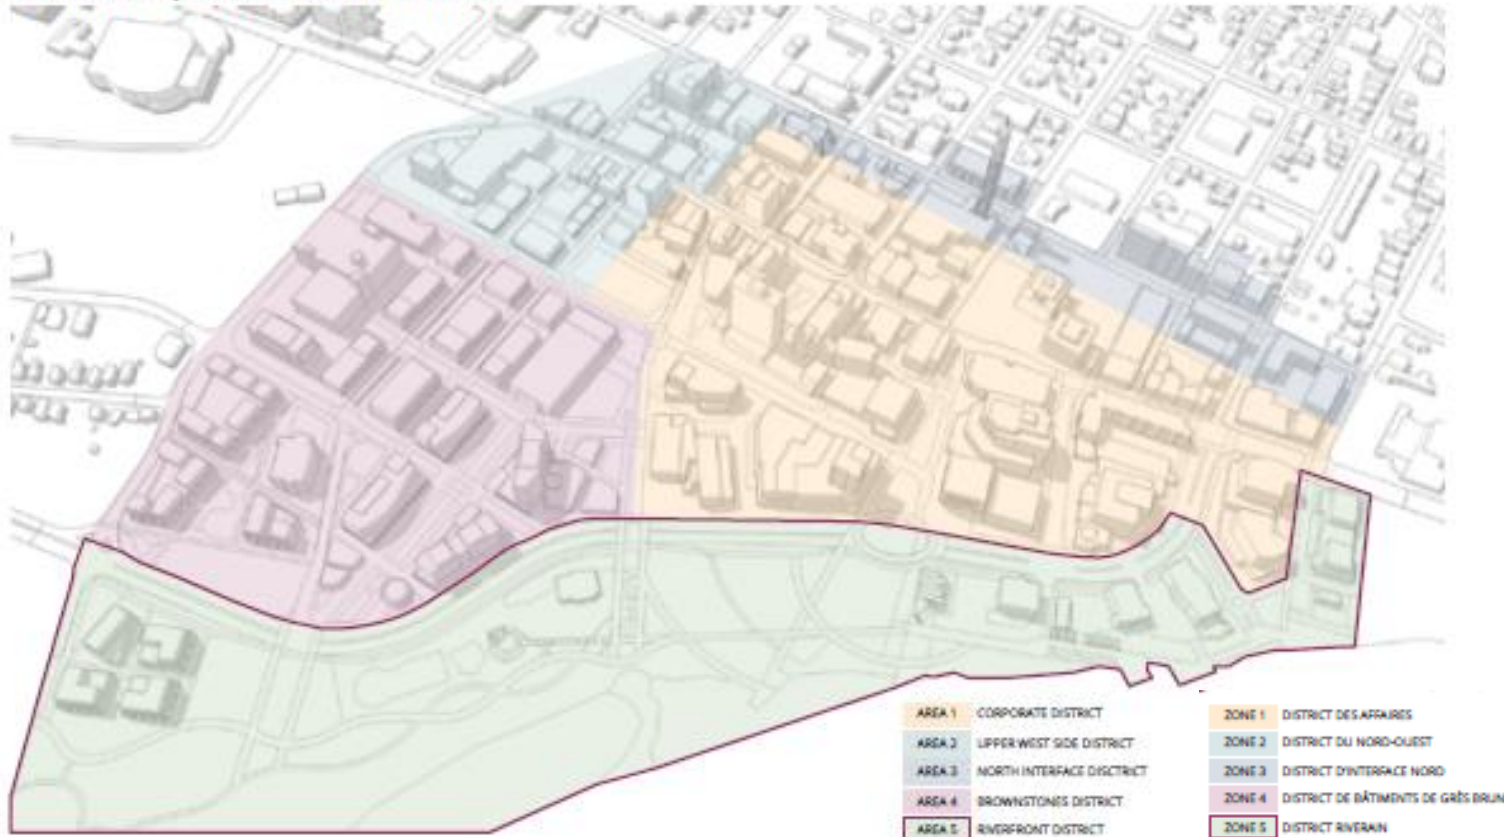 AREA 1 CORPORATE DISTRICT
AREA 2 UPPER WEST SIDE DISTRICT
AREA 3 NORTH INTERFACE DISCTRICT
AREA 4 BROWNSTONES DISTRICT
AREA 5 RIVERFRONT DISTRICT
ZONE 1 DISTRICT DES AFFAIRES
ZONE 2 DISTRICT DU NORD-OUEST
ZONE 3 DISTRICT D'INTERFACE NORD
ZONE 4 DISTRICT DE BÂTIMENTS DE GRÈS BRUN
ZONE 5 DISTRICT RIVERAIN